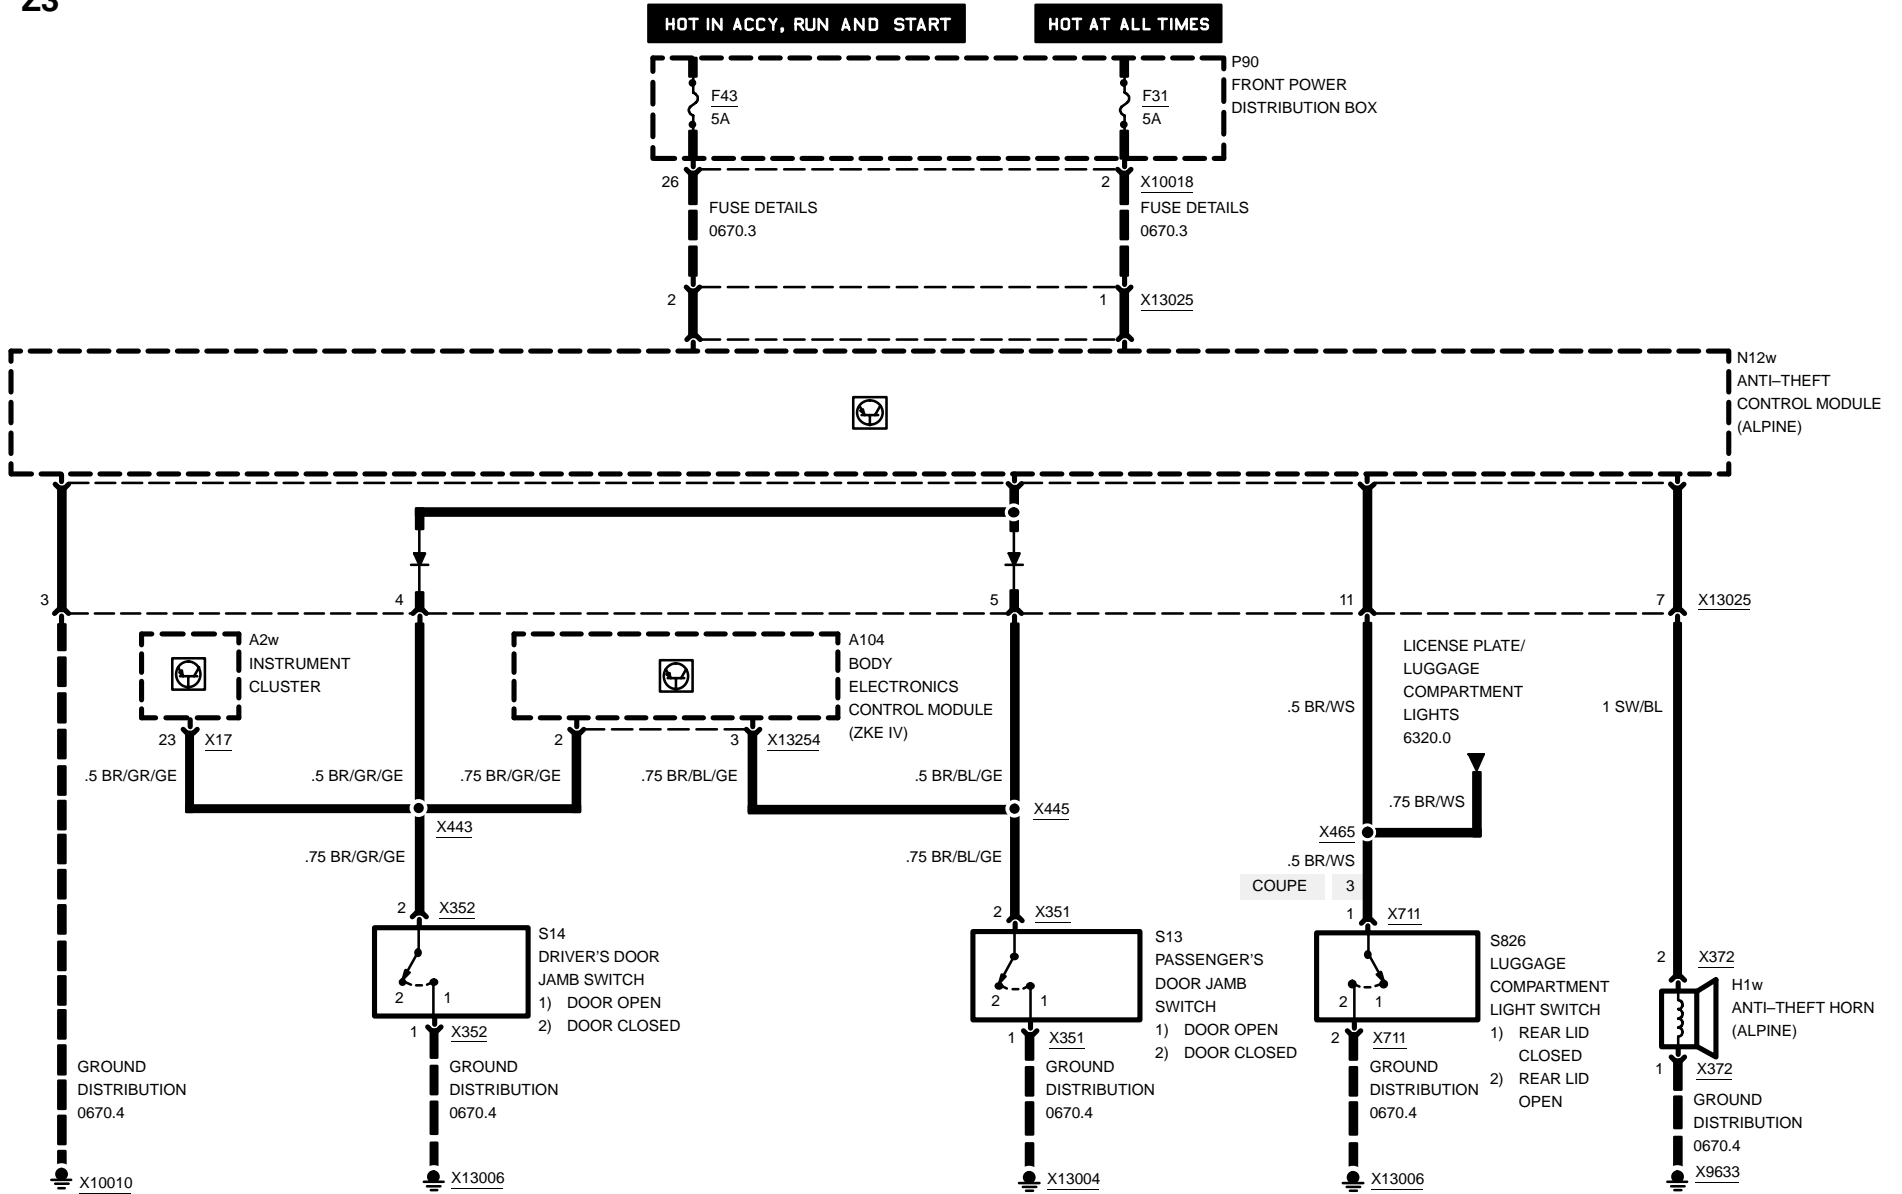 Z3
HOT IN ACCY, RUN AND START
HOT AT ALL TIMES
P90
FRONT POWER
DISTRIBUTION BOX
F43
5A
F31
5A
26
2
X10018
FUSE DETAILS
0670.3
FUSE DETAILS
0670.3
2
1
X13025
N12w
ANTI–THEFT
CONTROL MODULE
(ALPINE)
3
4
5
11
7
X13025
A2w
INSTRUMENT
CLUSTER
A104
BODY
ELECTRONICS
CONTROL MODULE
(ZKE IV)
LICENSE PLATE/
LUGGAGE
COMPARTMENT
LIGHTS
6320.0
.5 BR/WS
1 SW/BL
23
X17
2
3
X13254
.5 BR/GR/GE
.5 BR/GR/GE
.75 BR/GR/GE
.75 BR/BL/GE
.5 BR/BL/GE
.75 BR/WS
X443
X445
X465
.75 BR/GR/GE
.75 BR/BL/GE
.5 BR/WS
COUPE
3
2
X352
2
X351
1
X711
S14
DRIVER'S DOOR
JAMB SWITCH
1) DOOR OPEN
2) DOOR CLOSED
2
1
S13
PASSENGER'S
DOOR JAMB
SWITCH
1) DOOR OPEN
2) DOOR CLOSED
2
1
S826
LUGGAGE
COMPARTMENT
LIGHT SWITCH
1) REAR LID
CLOSED
2) REAR LID
OPEN
2
1
2
X372
H1w
ANTI–THEFT HORN
(ALPINE)
1
X352
1
X351
2
X711
1
X372
GROUND
DISTRIBUTION
0670.4
GROUND
DISTRIBUTION
0670.4
GROUND
DISTRIBUTION
0670.4
GROUND
DISTRIBUTION
0670.4
GROUND
DISTRIBUTION
0670.4
X10010
X13006
X13004
X13006
X9633